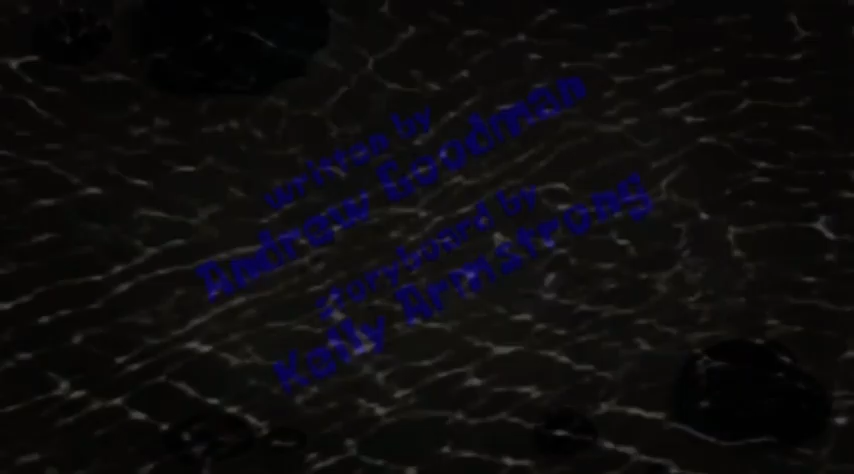 written by
Andrew Goodman
storyboard by
Kelly Armstrong